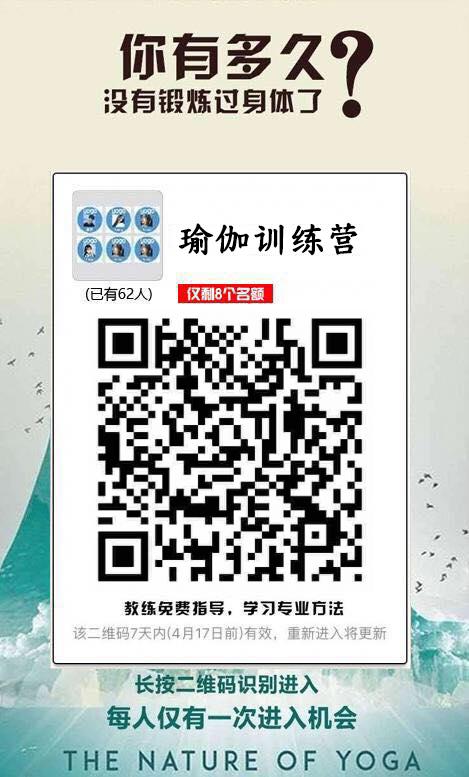 你有多久？
没有锻炼过身体了
瑜伽训练营
(已有62人)
仅剩8个名额
教练免费指导，学习专业方法
该二维码7天内(4月17日前)有效，重新进入将更新
长按二维码识别进入
每人仅有一次进入机会
THE NATURE OF YOGA